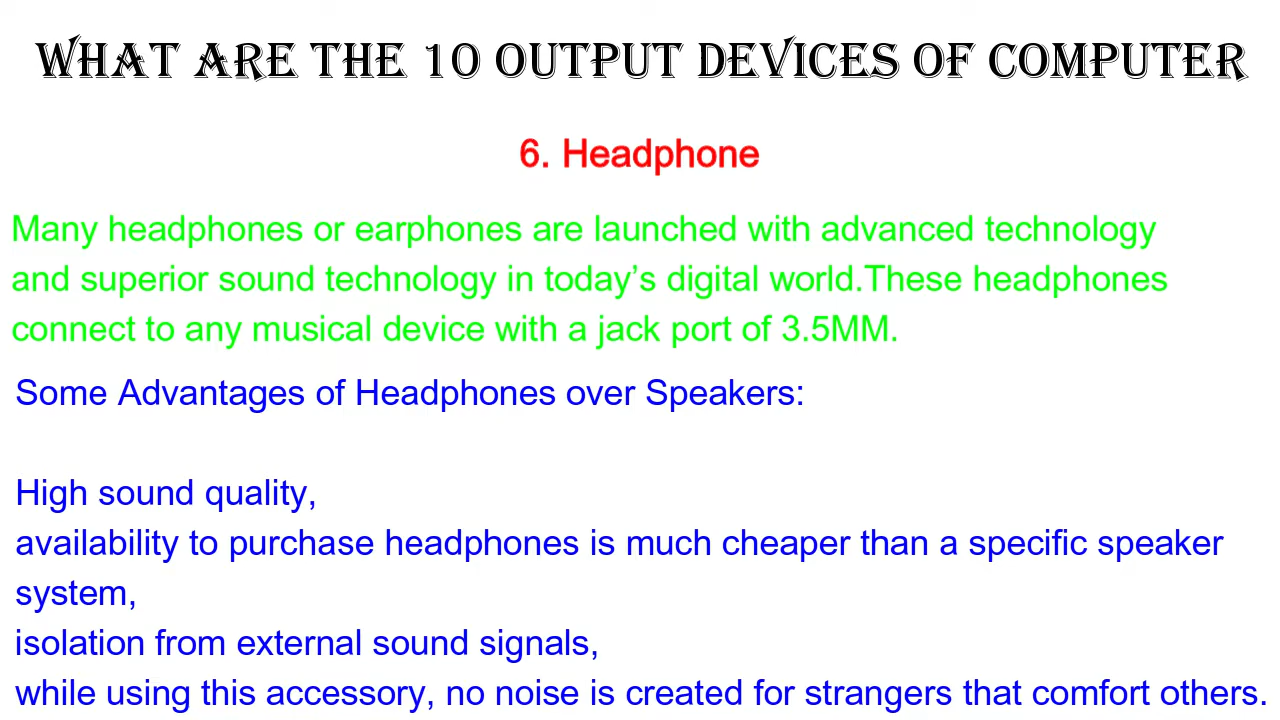 WHAT ARE THE 10 OUTPUT DEVICES OF COMPUTER
6. Headphone
Many headphones or earphones are launched with advanced technology
and superior sound technology in today’s digital world.These headphones
connect to any musical device with a jack port of 3.5MM.
Some Advantages of Headphones over Speakers:
High sound quality,
availability to purchase headphones is much cheaper than a specific speaker
system,
isolation from external sound signals,
while using this accessory, no noise is created for strangers that comfort others.